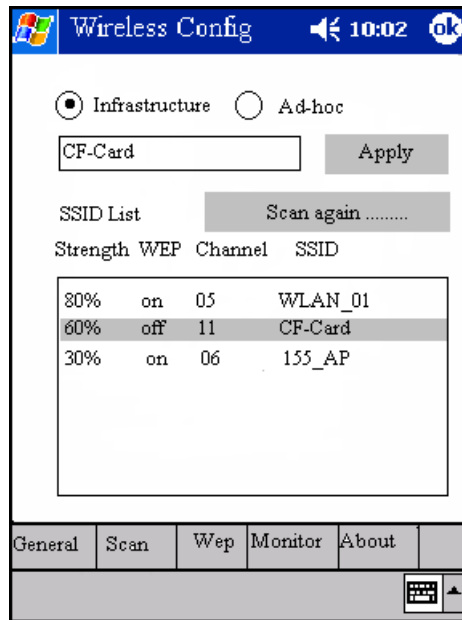 Wireless Config 10:02 ok
Infrastructure Ad-hoc
CF-Card Apply
SSID List Scan again .........
Strength WEP Channel SSID
80% on 05 WLAN_01
60% off 11 CF-Card
30% on 06 155_AP
General Scan Wep Monitor About